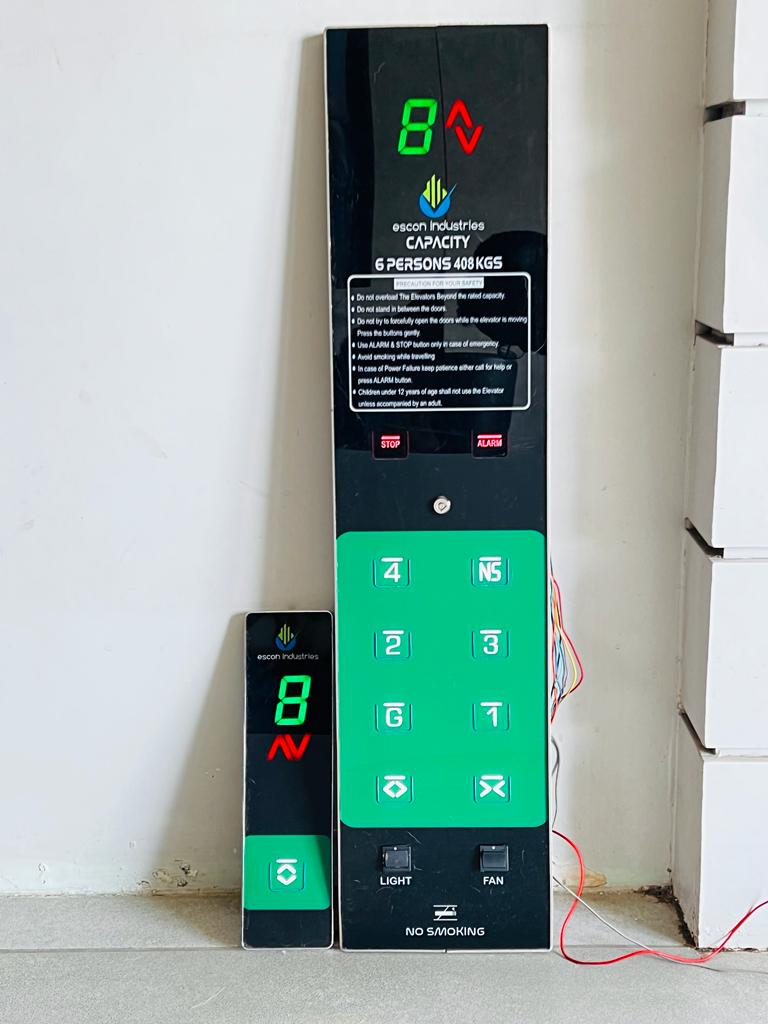 8
escon industries
CAPACITY
6 PERSONS 408 KGS
PRECAUTION FOR YOUR SAFETY
• Do not overload The Elevators Beyond the rated capacity.
• Do not stand in between the doors.
• Do not try to forcefully open the doors while the elevator is moving
Press the buttons gently.
• Use ALARM & STOP button only in case of emergency
• Avoid smoking while travelling
• In case of Power Failure keep patience either call for help or
press ALARM button.
• Children under 12 years of age shall not use the Elevator
unless accompanied by an adult.
STOP ALARM
4 NS
2 3
G 1
LIGHT FAN
NO SMOKING
escon industries
8